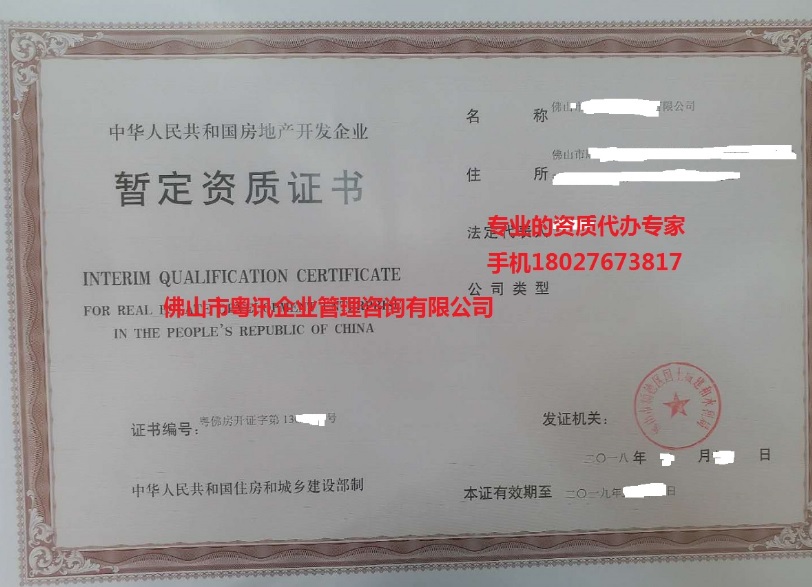 中华人民共和国房地产开发企业
暂定资质证书
INTERIM QUALIFICATION CERTIFICATE
FOR REAL
佛山市粤讯企业管理咨询有限公司
IN THE PEOPLE'S REPUBLIC OF CHINA
证书编号：粤佛房开证字第13 号
中华人民共和国住房和城乡建设部制
名 称 佛山 限公司
住 所 佛山市
法定代表
专业的资质代办专家
手机18027673817
公司类型
发证机关：
二〇一八年 月 日
本证有效期至 二〇一九年 日